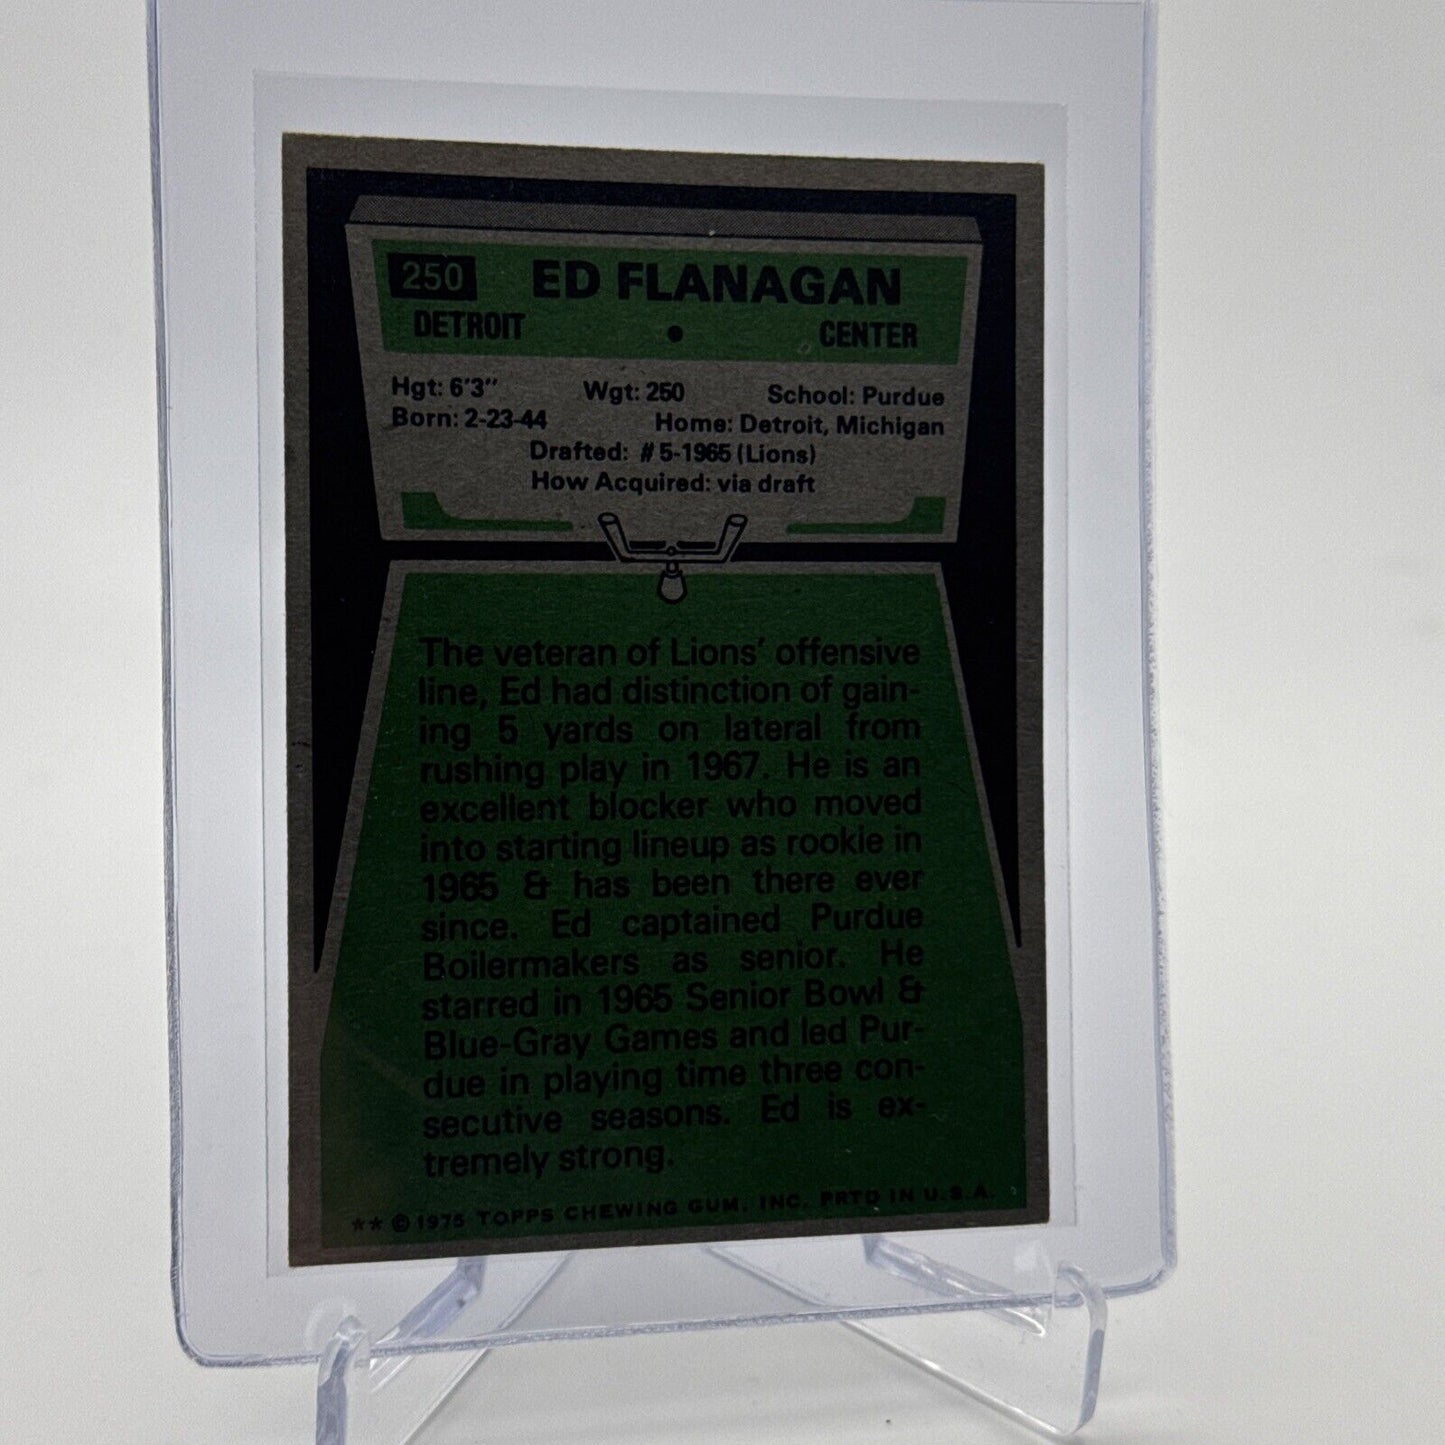 250 ED FLANAGAN
DETROIT • CENTER
Hgt: 6'3" Wgt: 250 School: Purdue
Born: 2-23-44 Home: Detroit, Michigan
Drafted: #5-1965 (Lions)
How Acquired: via draft
The veteran of Lions' offensive
line, Ed had distinction of gain-
ing 5 yards on lateral from
rushing play in 1967. He is an
excellent blocker who moved
into starting lineup as rookie in
1965 & has been there ever
since. Ed captained Purdue
Boilermakers as senior. He
starred in 1965 Senior Bowl &
Blue-Gray Games and led Pur-
due in playing time three con-
secutive seasons. Ed is ex-
tremely strong.
** © 1975 TOPPS CHEWING GUM, INC. PRTD IN U.S.A.